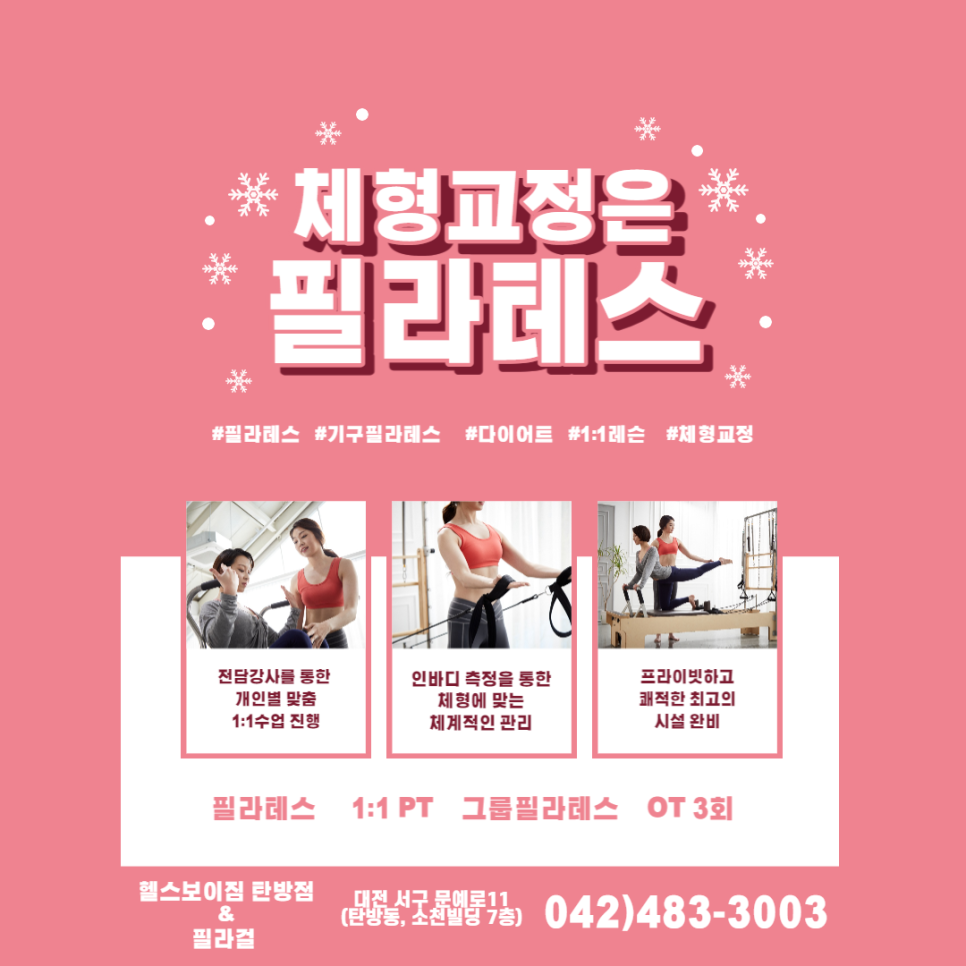 체형교정은
필라테스
#필라테스 #기구필라테스 #다이어트 #1:1레슨 #체형교정
전담강사를 통한
개인별 맞춤
1:1수업 진행
인바디 측정을 통한
체형에 맞는
체계적인 관리
프라이빗하고
쾌적한 최고의
시설 완비
필라테스 1:1 PT 그룹필라테스 OT 3회
헬스보이짐 탄방점
&
필라걸
대전 서구 문예로11
(탄방동, 소천빌딩 7층)
042)483-3003